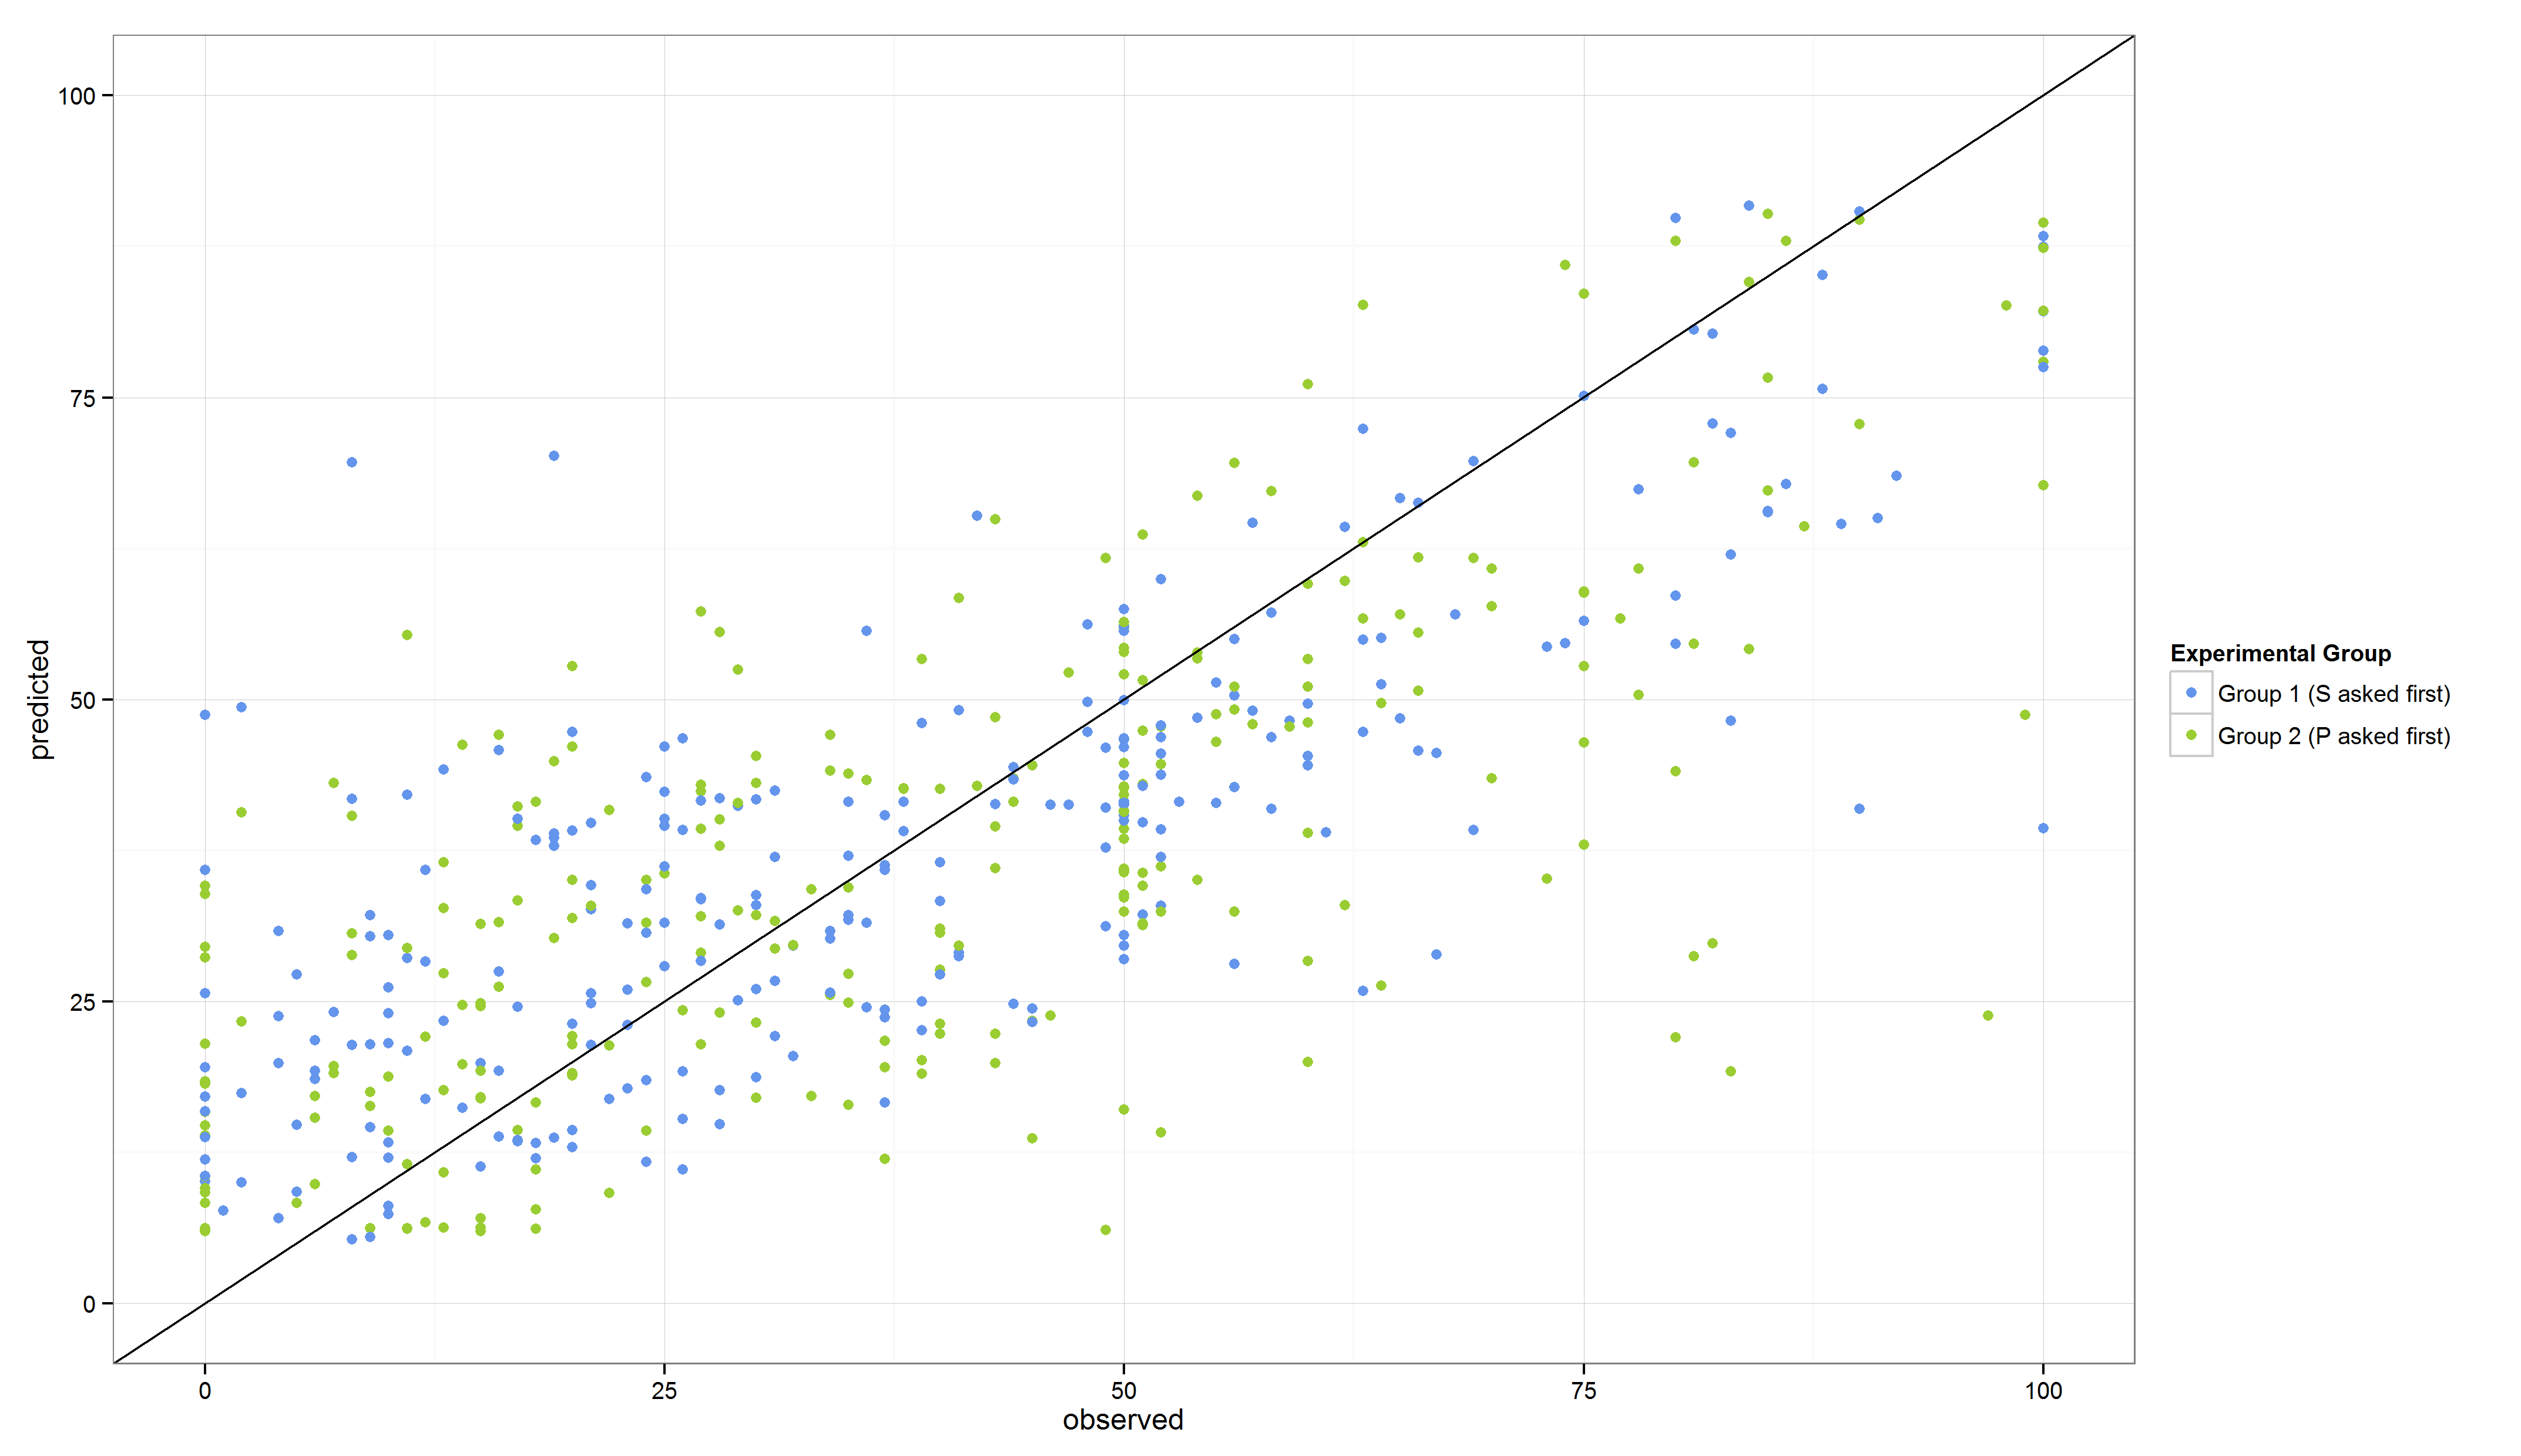 100
75
50
25
0
predicted
0 25 50 75 100
observed
Experimental Group
Group 1 (S asked first)
Group 2 (P asked first)